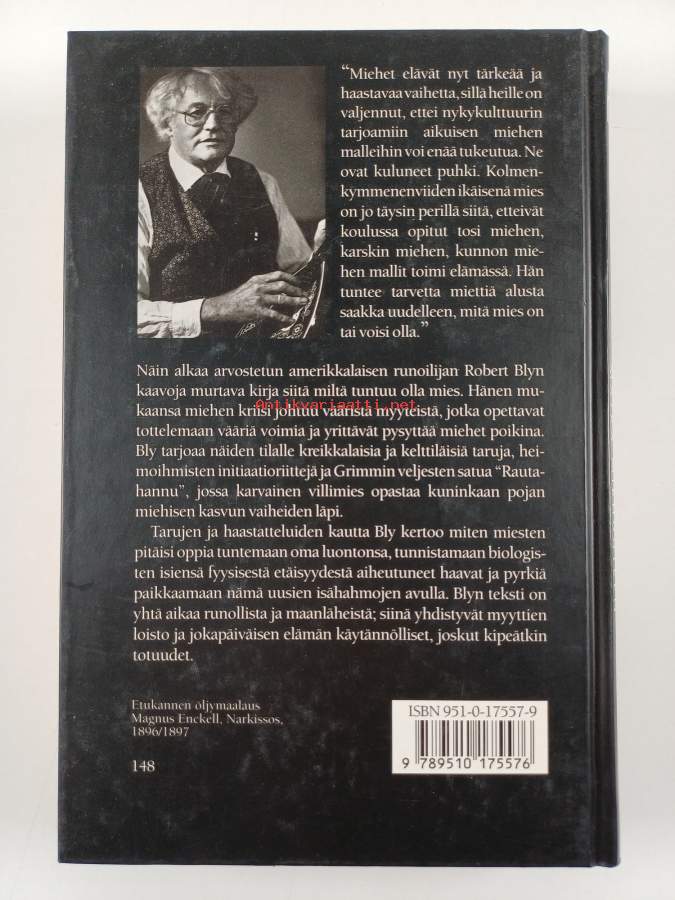 “Miehet elävät nyt tärkeää ja
haastavaa vaihetta, sillä heille on
valjennut, ettei nykykulttuurin
tarjoamiin aikuisen miehen
malleihin voi enää tukeutua. Ne
ovat kuluneet puhki. Kolmen-
kymmenenviiden ikäisenä mies
on jo täysin perillä siitä, etteivät
koulussa opitut tosi miehen,
karskin miehen, kunnon mie-
hen mallit toimi elämässä. Hän
tuntee tarvetta miettiä alusta
saakka uudelleen, mitä mies on
tai voisi olla.”
Näin alkaa arvostetun amerikkalaisen runoilijan Robert Blyn
kaavoja murtava kirja siitä miltä tuntuu olla mies. Hänen mu-
kaansa miehen kriisi johtuu vääristä myyteistä, jotka opettavat
Antikvariaatti.net
tottelemaan vääriä voimia ja yrittävät pysyttää miehet poikina.
Bly tarjoaa näiden tilalle kreikkalaisia ja kelttiläisiä taruja, hei-
moihmisten initiaatioriittejä ja Grimmin veljesten satua “Rauta-
hannu”, jossa karvainen villimies opastaa kuninkaan pojan
miehisen kasvun vaiheiden läpi.
Tarujen ja haastatteluiden kautta Bly kertoo miten miesten
pitäisi oppia tuntemaan oma luontonsa, tunnistamaan biologis-
ten isiensä fyysisestä etäisyydestä aiheutuneet haavat ja pyrkiä
paikkaamaan nämä uusien isähahmojen avulla. Blyn teksti on
yhtä aikaa runollista ja maanläheistä; siinä yhdistyvät myyttien
loisto ja jokapäiväisen elämän käytännölliset, joskut kipeätkin
totuudet.
Etukannen öljymaalaus
Magnus Enckell, Narkissos,
1896/1897
148
ISBN 951-0-17557-9
9 789510 175576